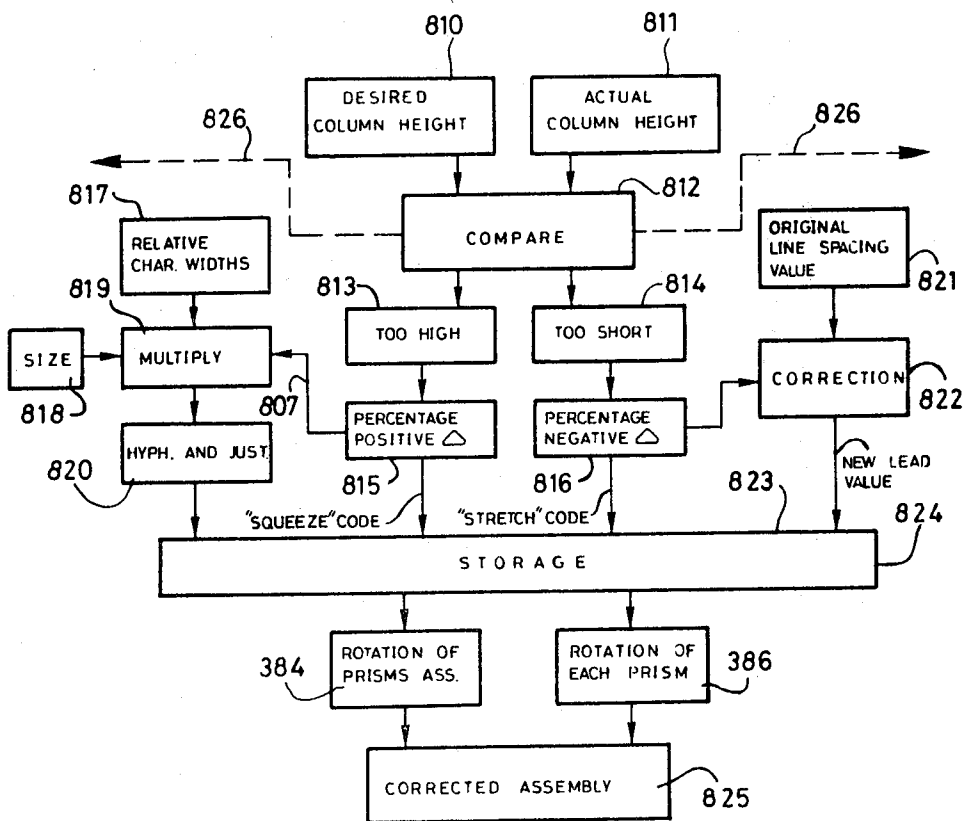 810
811
DESIRED
COLUMN HEIGHT
ACTUAL
COLUMN HEIGHT
826
826
812
817
RELATIVE
CHAR. WIDTHS
COMPARE
ORIGINAL
LINE SPACING
VALUE
821
819
813
814
TOO HIGH
TOO SHORT
SIZE
MULTIPLY
CORRECTION
818
807
822
PERCENTAGE
POSITIVE △
PERCENTAGE
NEGATIVE △
HYPH. AND JUST.
820
815
816
NEW LEAD
VALUE
823
"SQUEEZE" CODE
"STRETCH" CODE
824
STORAGE
ROTATION OF
PRISMS ASS.
ROTATION OF
EACH PRISM
384
386
CORRECTED ASSEMBLY
825